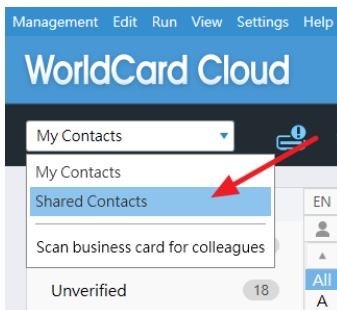 Management Edit Run View Settings Help
WorldCard Cloud
My Contacts
My Contacts
Shared Contacts
EN
Scan business card for colleagues
All
Unverified 18
A